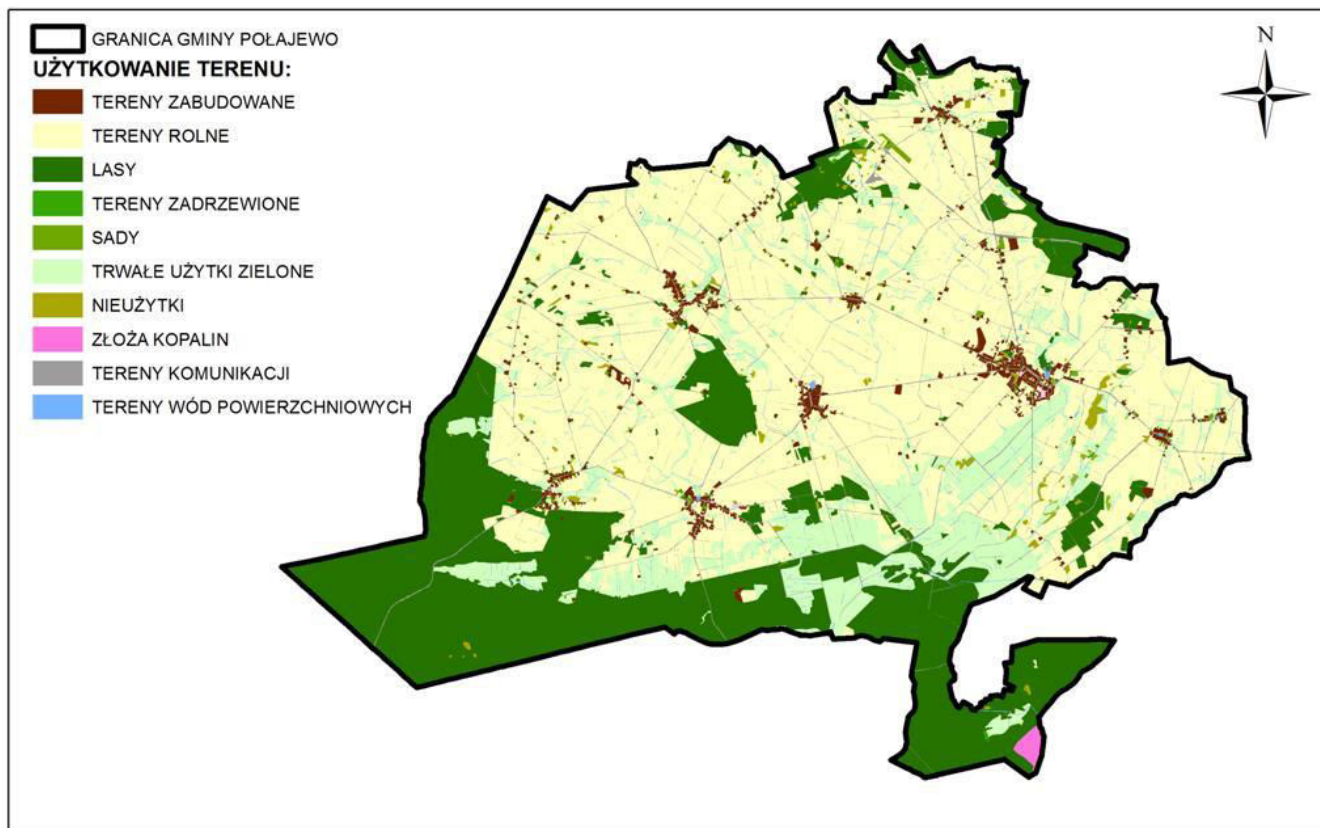 GRANICA GMINY POŁAJEWO
UŻYTKOWANIE TERENU:
TERENY ZABUDOWANE
TERENY ROLNE
LASY
TERENY ZADRZEWIONE
SADY
TRWAŁE UŻYTKI ZIELONE
NIEUŻYTKI
ZŁOŻA KOPALIN
TERENY KOMUNIKACJI
TERENY WÓD POWIERZCHNIOWYCH
N